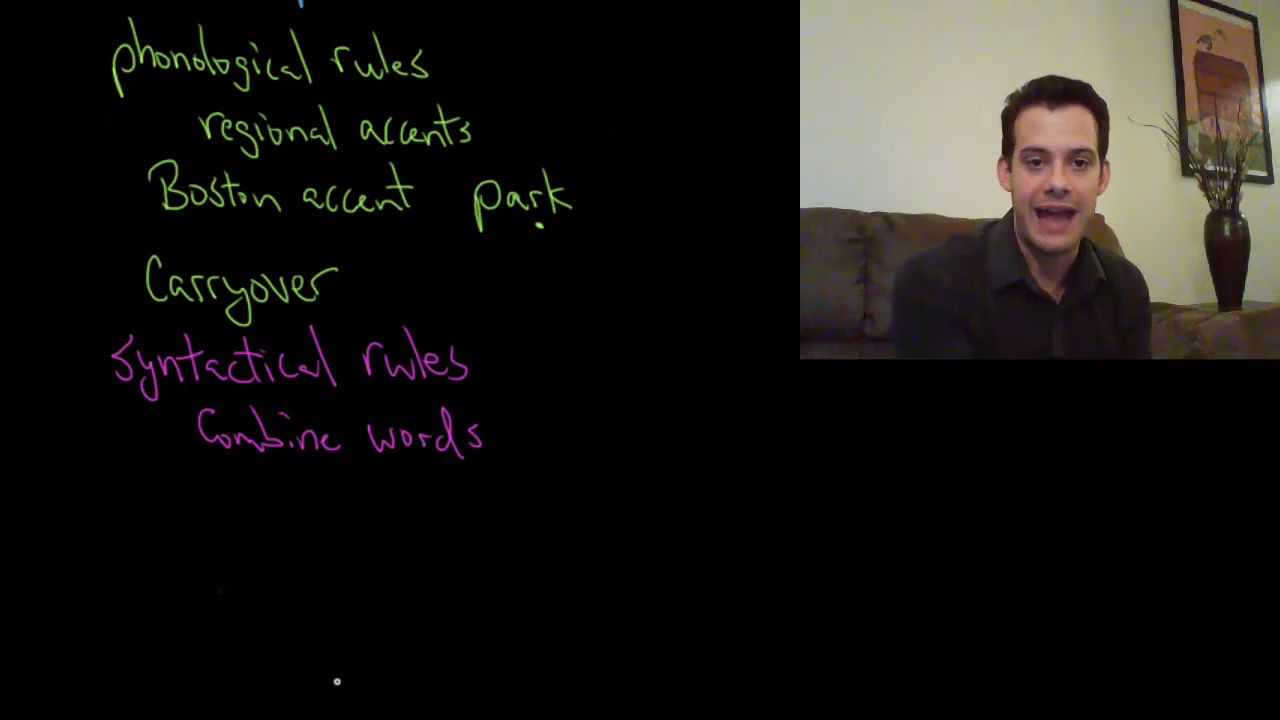 phonological rules
regional accents
Boston accent park
Carryover
syntactical rules
Combine words